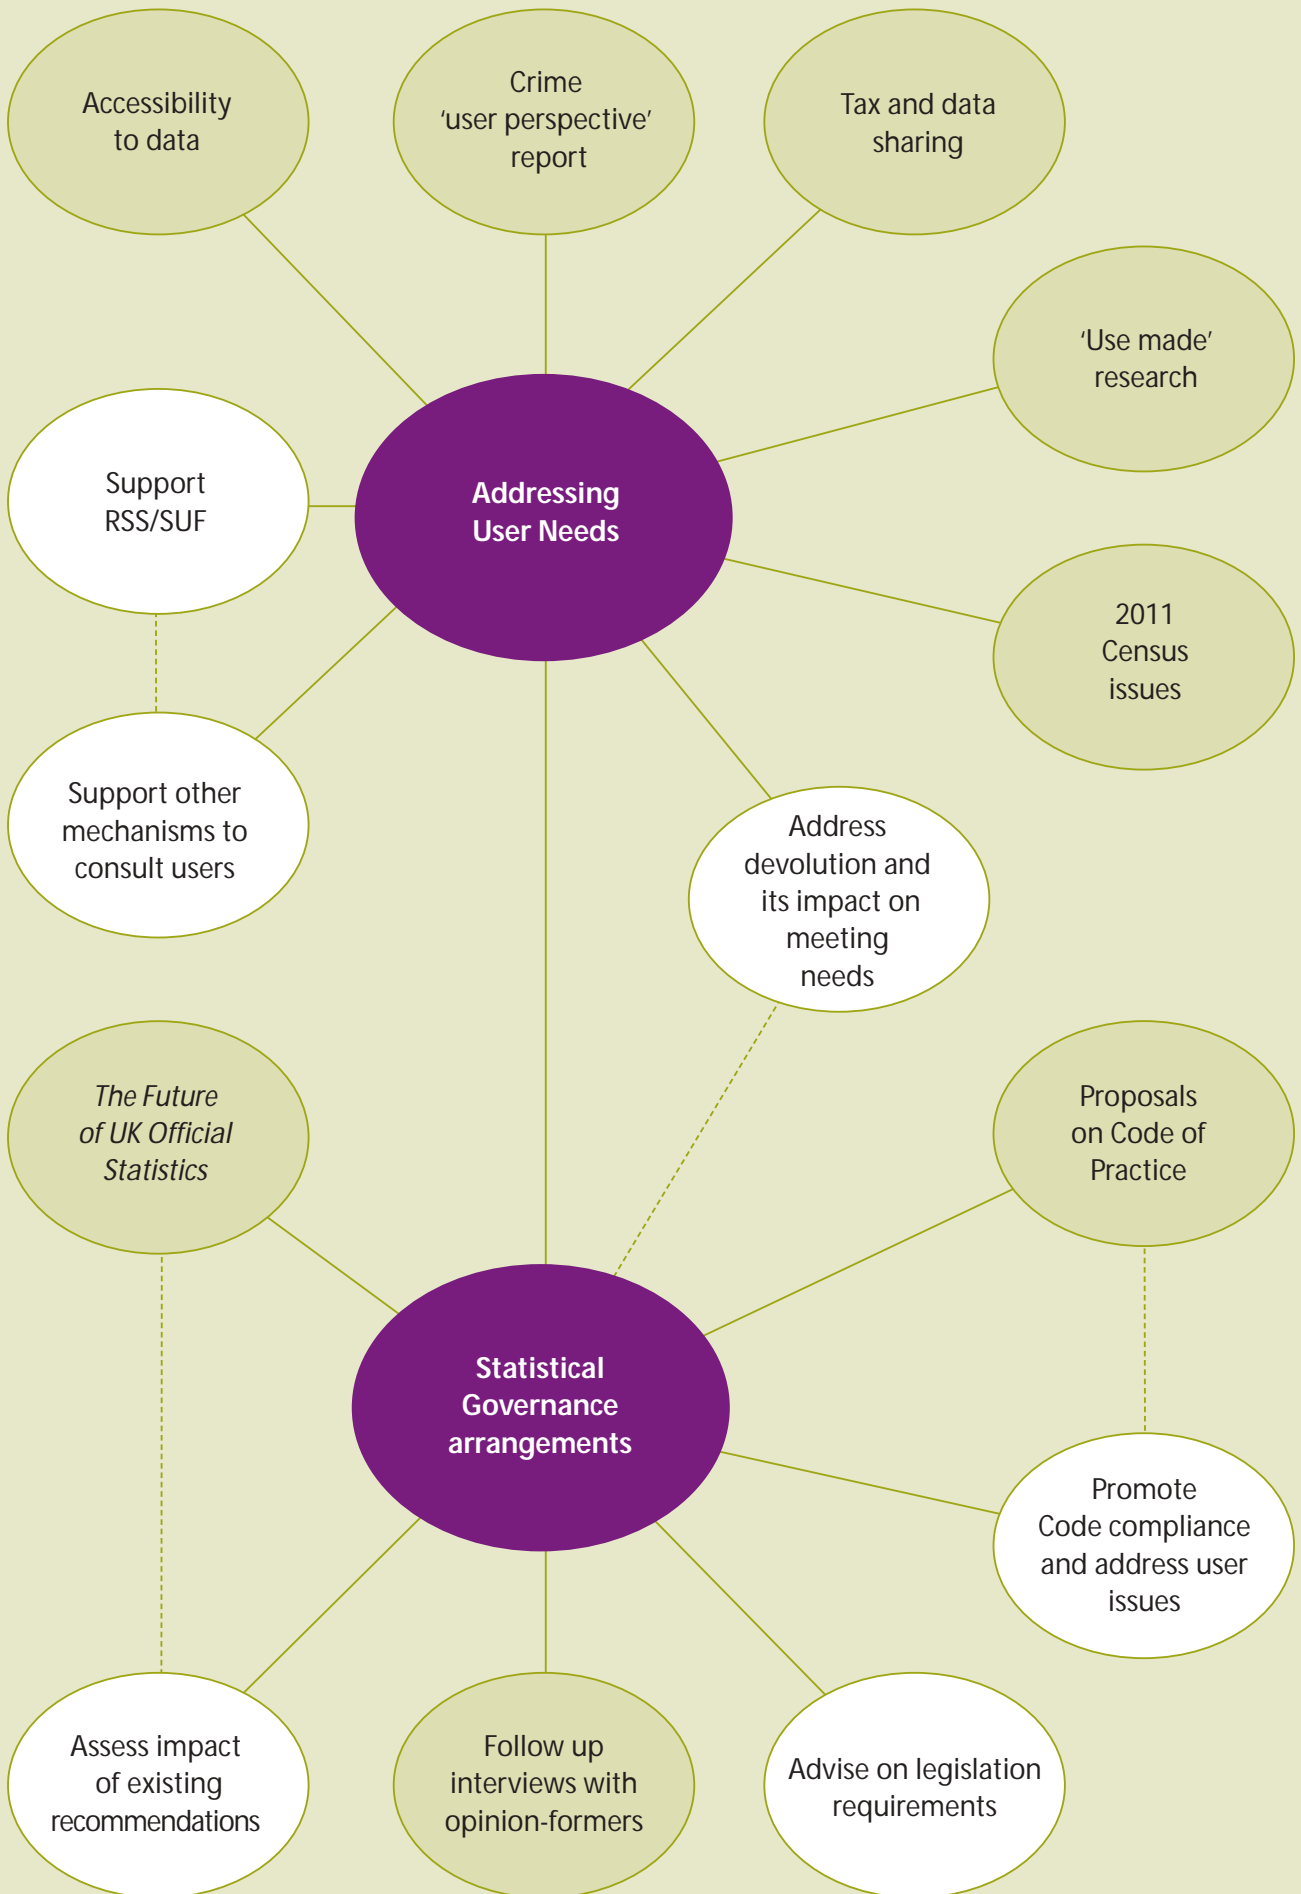 Accessibility
to data
Crime
‘user perspective’
report
Tax and data
sharing
‘Use made’
research
Support
RSS/SUF
Addressing
User Needs
2011
Census
issues
Support other
mechanisms to
consult users
Address
devolution and
its impact on
meeting
needs
The Future
of UK Official
Statistics
Proposals
on Code of
Practice
Statistical
Governance
arrangements
Promote
Code compliance
and address user
issues
Assess impact
of existing
recommendations
Follow up
interviews with
opinion-formers
Advise on legislation
requirements